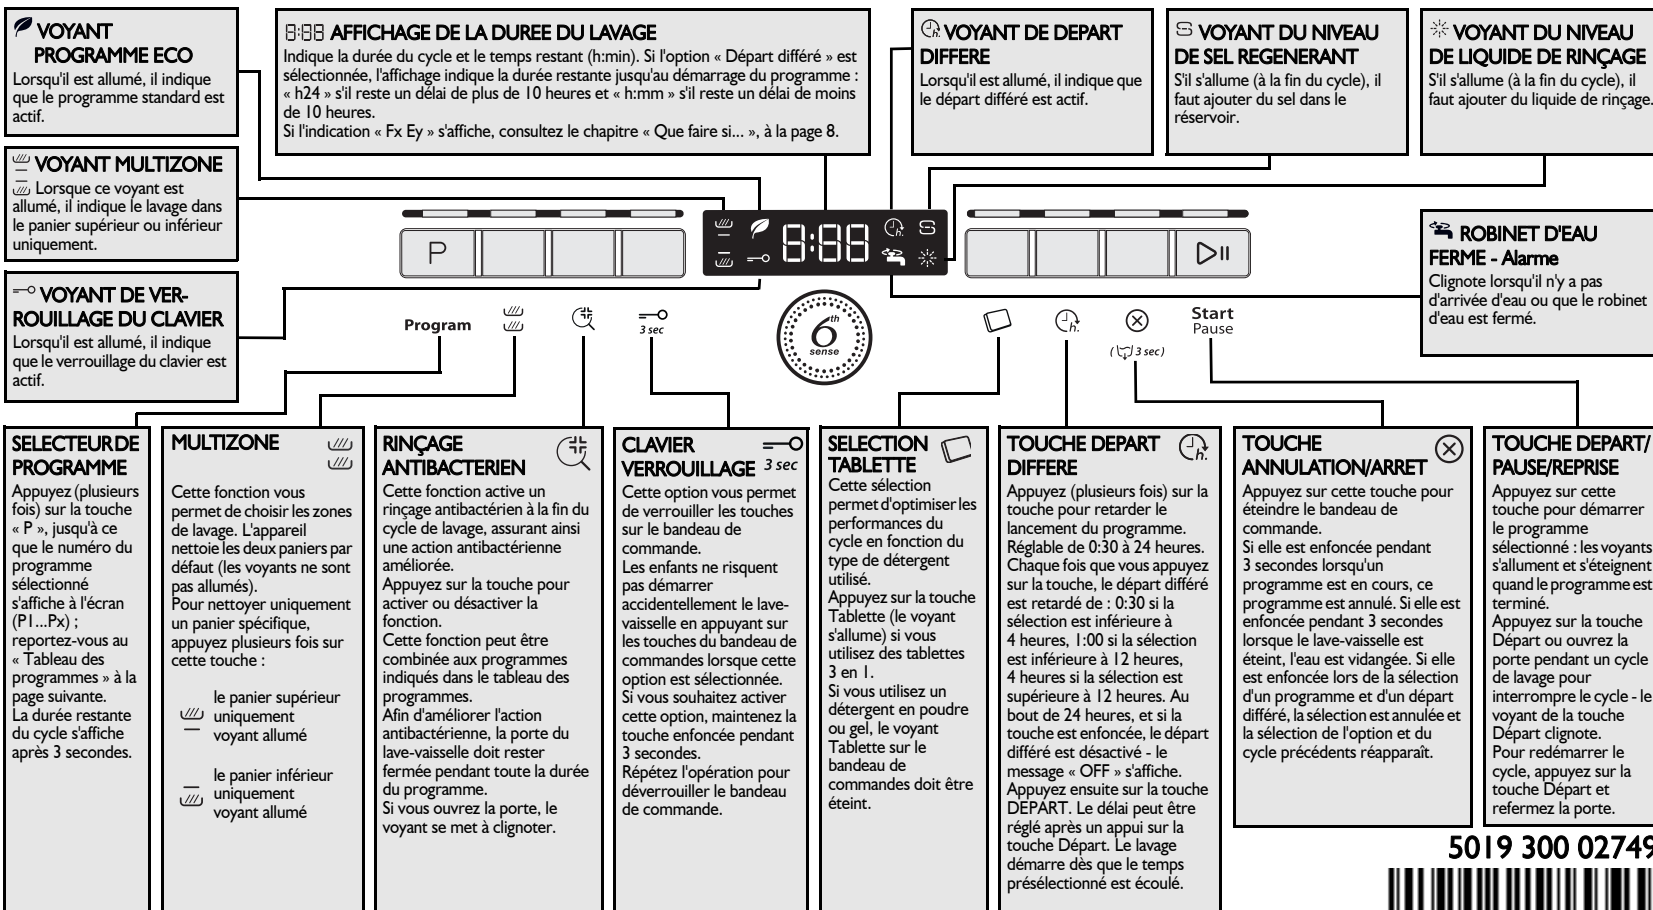 VOYANT
PROGRAMME ECO
Lorsqu'il est allumé, il indique
que le programme standard est
actif.
8:88 AFFICHAGE DE LA DUREE DU LAVAGE
Indique la durée du cycle et le temps restant (h:min). Si l'option « Départ différé » est
sélectionnée, l'affichage indique la durée restante jusqu'au démarrage du programme :
« h24 » s'il reste un délai de plus de 10 heures et « h:mm » s'il reste un délai de moins
de 10 heures.
Si l'indication « Fx Ey » s'affiche, consultez le chapitre « Que faire si... », à la page 8.
h. VOYANT DE DEPART
DIFFERE
Lorsqu'il est allumé, il indique que
le départ différé est actif.
VOYANT DU NIVEAU
DE SEL REGENERANT
S'il s'allume (à la fin du cycle), il
faut ajouter du sel dans le
réservoir.
VOYANT DU NIVEAU
DE LIQUIDE DE RINÇAGE
S'il s'allume (à la fin du cycle), il
faut ajouter du liquide de rinçage.
VOYANT MULTIZONE
Lorsque ce voyant est
allumé, il indique le lavage dans
le panier supérieur ou inférieur
uniquement.
VOYANT DE VER-
ROUILLAGE DU CLAVIER
Lorsqu'il est allumé, il indique
que le verrouillage du clavier est
actif.
ROBINET D'EAU
FERME - Alarme
Clignote lorsqu'il n'y a pas
d'arrivée d'eau ou que le robinet
d'eau est fermé.
P
8:88
h.
Program
3 sec
6th
sense
h.
( 3 sec)
Start
Pause
SELECTEUR DE
PROGRAMME
Appuyez (plusieurs
fois) sur la touche
« P », jusqu'à ce
que le numéro du
programme
sélectionné
s'affiche à l'écran
(P1...Px) ;
reportez-vous au
« Tableau des
programmes » à la
page suivante.
La durée restante
du cycle s'affiche
après 3 secondes.
MULTIZONE
Cette fonction vous
permet de choisir les zones
de lavage. L'appareil
nettoie les deux paniers par
défaut (les voyants ne sont
pas allumés).
Pour nettoyer uniquement
un panier spécifique,
appuyez plusieurs fois sur
cette touche :
le panier supérieur
uniquement
voyant allumé
le panier inférieur
uniquement
voyant allumé
RINÇAGE
ANTIBACTERIEN
Cette fonction active un
rinçage antibactérien à la fin du
cycle de lavage, assurant ainsi
une action antibactérienne
améliorée.
Appuyez sur la touche pour
activer ou désactiver la
fonction.
Cette fonction peut être
combinée aux programmes
indiqués dans le tableau des
programmes.
Afin d'améliorer l'action
antibactérienne, la porte du
lave-vaisselle doit rester
fermée pendant toute la durée
du programme.
Si vous ouvrez la porte, le
voyant se met à clignoter.
CLAVIER
VERROUILLAGE 3 sec
Cette option vous permet
de verrouiller les touches
sur le bandeau de
commande.
Les enfants ne risquent
pas démarrer
accidentellement le lave-
vaisselle en appuyant sur
les touches du bandeau de
commandes lorsque cette
option est sélectionnée.
Si vous souhaitez activer
cette option, maintenez la
touche enfoncée pendant
3 secondes.
Répétez l'opération pour
déverrouiller le bandeau
de commande.
SELECTION
TABLETTE
Cette sélection
permet d'optimiser les
performances du
cycle en fonction du
type de détergent
utilisé.
Appuyez sur la touche
Tablette (le voyant
s'allume) si vous
utilisez des tablettes
3 en 1.
Si vous utilisez un
détergent en poudre
ou gel, le voyant
Tablette sur le
bandeau de
commandes doit être
éteint.
TOUCHE DEPART
DIFFERE h.
Appuyez (plusieurs fois) sur la
touche pour retarder le
lancement du programme.
Réglable de 0:30 à 24 heures.
Chaque fois que vous appuyez
sur la touche, le départ différé
est retardé de : 0:30 si la
sélection est inférieure à
4 heures, 1:00 si la sélection
est inférieure à 12 heures,
4 heures si la sélection est
supérieure à 12 heures. Au
bout de 24 heures, et si la
touche est enfoncée, le départ
différé est désactivé - le
message « OFF » s'affiche.
Appuyez ensuite sur la touche
DEPART. Le délai peut être
réglé après un appui sur la
touche Départ. Le lavage
démarre dès que le temps
présélectionné est écoulé.
TOUCHE
ANNULATION/ARRET
Appuyez sur cette touche pour
éteindre le bandeau de
commande.
Si elle est enfoncée pendant
3 secondes lorsqu'un
programme est en cours, ce
programme est annulé. Si elle est
enfoncée pendant 3 secondes
lorsque le lave-vaisselle est
éteint, l'eau est vidangée. Si elle
est enfoncée lors de la sélection
d'un programme et d'un départ
différé, la sélection est annulée et
la sélection de l'option et du
cycle précédents réapparaît.
TOUCHE DEPART/
PAUSE/REPRISE
Appuyez sur cette
touche pour démarrer
le programme
sélectionné : les voyants
s'allument et s'éteignent
quand le programme est
terminé.
Appuyez sur la touche
Départ ou ouvrez la
porte pendant un cycle
de lavage pour
interrompre le cycle - le
voyant de la touche
Départ clignote.
Pour redémarrer le
cycle, appuyez sur la
touche Départ et
refermez la porte.
5019 300 02749